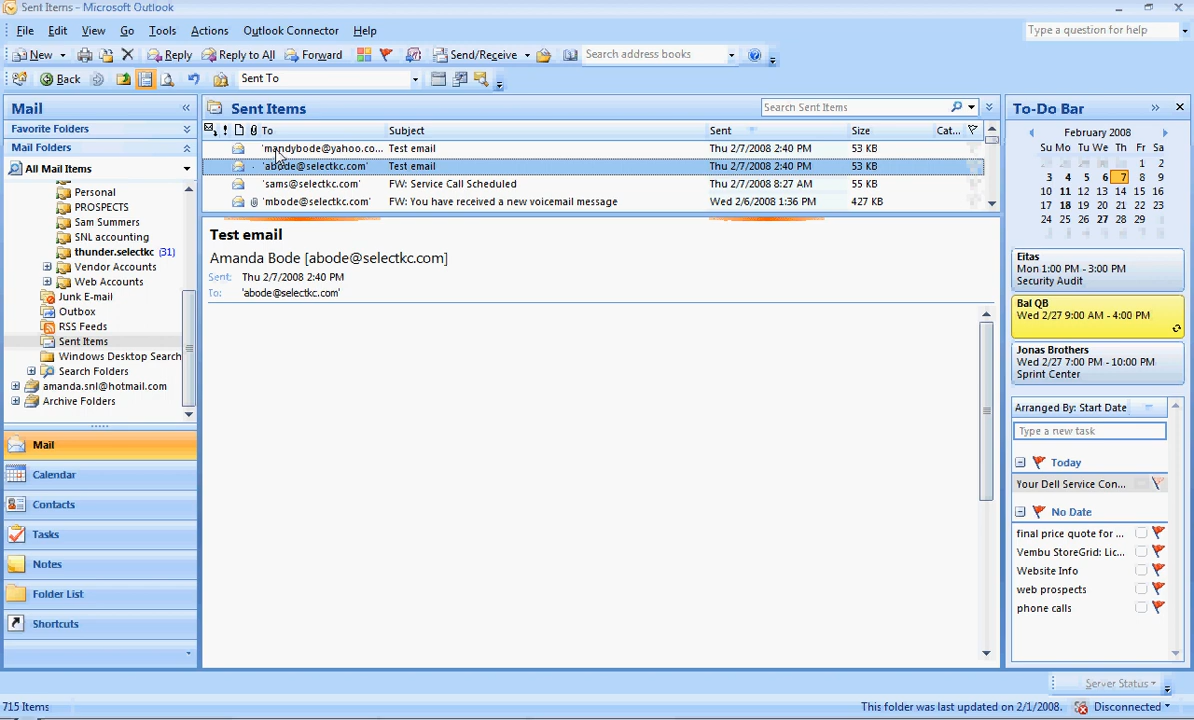 Sent Items - Microsoft Outlook
File Edit View Go Tools Actions Outlook Connector Help
Type a question for help
New Reply Reply to All Forward Send/Receive Search address books
Back Sent To
Mail «
Favorite Folders
Mail Folders
All Mail Items
Personal
PROSPECTS
Sam Summers
SNL accounting
thunder.selectkc (31)
Vendor Accounts
Web Accounts
Junk E-mail
Outbox
RSS Feeds
Sent Items
Windows Desktop Search
Search Folders
amanda.snl@hotmail.com
Archive Folders
Mail
Calendar
Contacts
Tasks
Notes
Folder List
Shortcuts
Sent Items
Search Sent Items
! To Subject Sent Size Cat...
'mandybode@yahoo.co... Test email Thu 2/7/2008 2:40 PM 53 KB
'abode@selectkc.com' Test email Thu 2/7/2008 2:40 PM 53 KB
'sams@selectkc.com' FW: Service Call Scheduled Thu 2/7/2008 8:27 AM 55 KB
'mbode@selectkc.com' FW: You have received a new voicemail message Wed 2/6/2008 1:36 PM 427 KB
Test email
Amanda Bode [abode@selectkc.com]
Sent: Thu 2/7/2008 2:40 PM
To: 'abode@selectkc.com'
To-Do Bar »
February 2008
Su Mo Tu We Th Fr Sa
1 2
3 4 5 6 7 8 9
10 11 12 13 14 15 16
17 18 19 20 21 22 23
24 25 26 27 28 29
Eitas
Mon 1:00 PM - 3:00 PM
Security Audit
Bal QB
Wed 2/27 9:00 AM - 4:00 PM
Jonas Brothers
Wed 2/27 7:00 PM - 10:00 PM
Sprint Center
Arranged By: Start Date
Type a new task
Today
Your Dell Service Con...
No Date
final price quote for ...
Vembu StoreGrid: Lic...
Website Info
web prospects
phone calls
Server Status
715 Items
This folder was last updated on 2/1/2008.
Disconnected